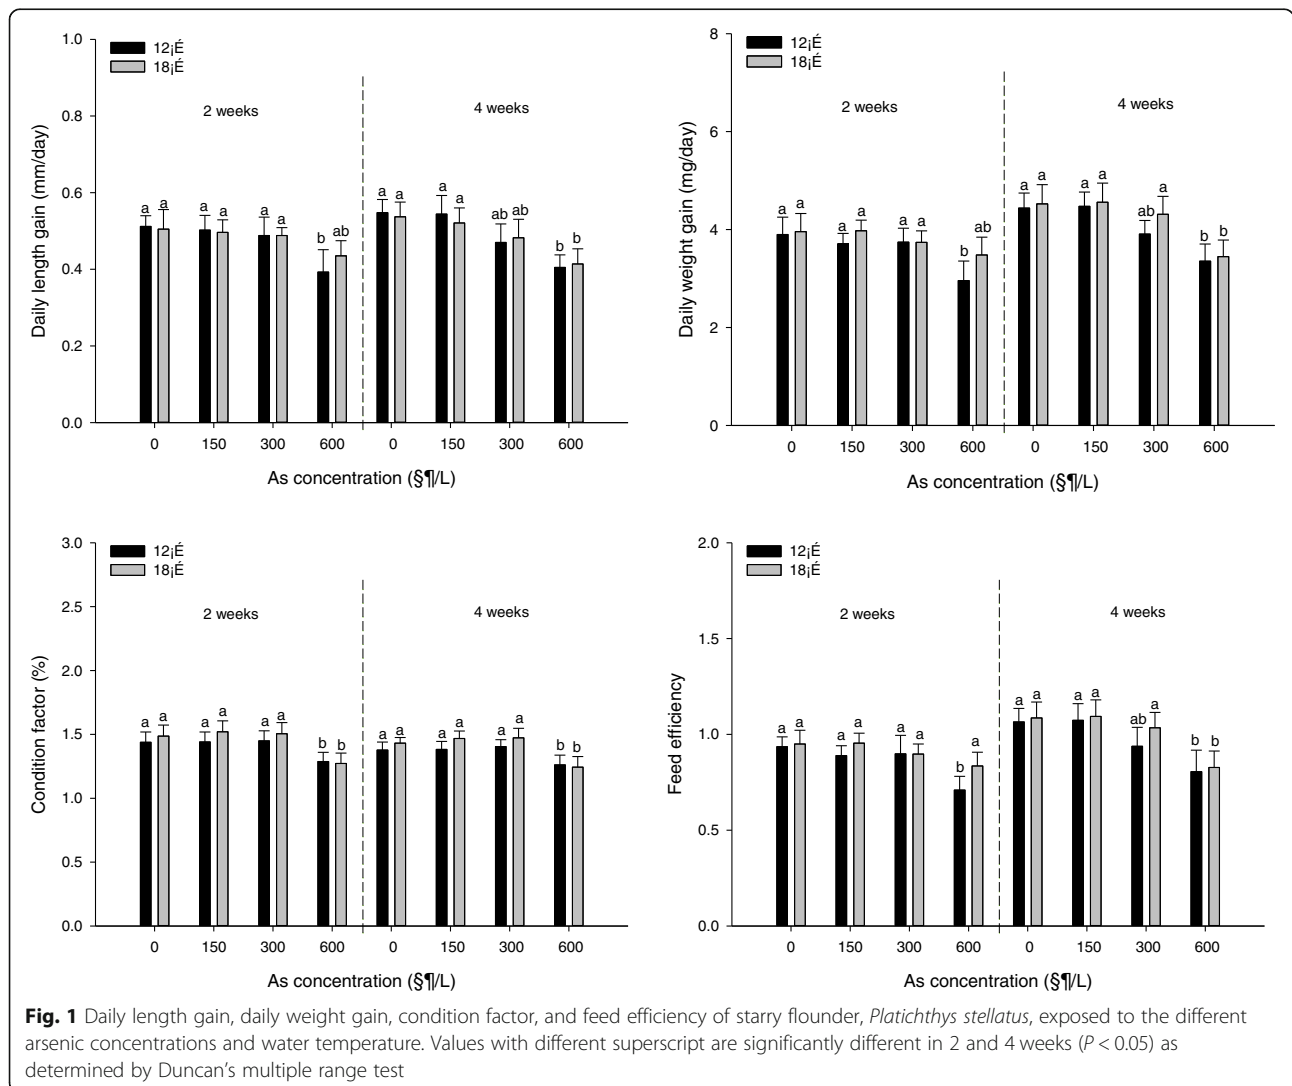 1.0
0.8
0.6
0.4
0.2
0.0
Daily length gain (mm/day)
12¡É
18¡É
2 weeks
4 weeks
a a a a a a b ab a a a a ab ab b b
0 150 300 600 0 150 300 600
As concentration (§¶/L)
8
6
4
2
0
Daily weight gain (mg/day)
12¡É
18¡É
2 weeks
4 weeks
a a a a a a b ab a a a a ab a b b
0 150 300 600 0 150 300 600
As concentration (§¶/L)
3.0
2.5
2.0
1.5
1.0
0.5
0.0
Condition factor (%)
12¡É
18¡É
2 weeks
4 weeks
a a a a a a b b a a a a a a b b
0 150 300 600 0 150 300 600
As concentration (§¶/L)
2.0
1.5
1.0
0.5
0.0
Feed efficiency
12¡É
18¡É
2 weeks
4 weeks
a a a a a a b a a a a a ab a b b
0 150 300 600 0 150 300 600
As concentration (§¶/L)
Fig. 1 Daily length gain, daily weight gain, condition factor, and feed efficiency of starry flounder, Platichthys stellatus, exposed to the different
arsenic concentrations and water temperature. Values with different superscript are significantly different in 2 and 4 weeks (P < 0.05) as
determined by Duncan's multiple range test